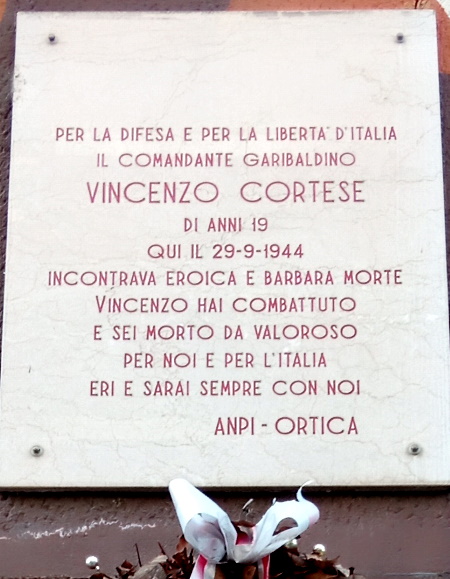 PER LA DIFESA E PER LA LIBERTA' D'ITALIA
IL COMANDANTE GARIBALDINO
VINCENZO CORTESE
DI ANNI 19
QUI IL 29-9-1944
INCONTRAVA EROICA E BARBARA MORTE
VINCENZO HAI COMBATTUTO
E SEI MORTO DA VALOROSO
PER NOI E PER L'ITALIA
ERI E SARAI SEMPRE CON NOI
ANPI - ORTICA